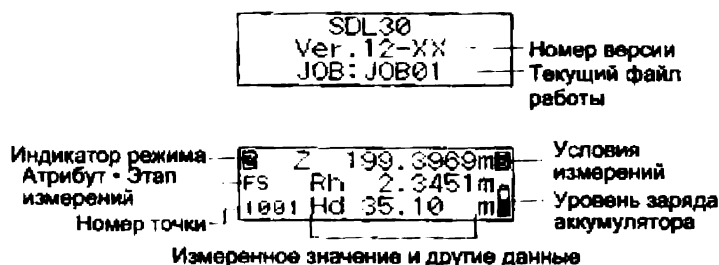 SDL30
Ver.12-XX
JOB:JOB01
Номер версии
Текущий файл
работы
Индикатор режима
Атрибут • Этап
измерений
Номер точки
Z 199.3969m
FS Rh 2.3451m
1001 Hd 35.10 m
Условия
измерений
Уровень заряда
аккумулятора
Измеренное значение и другие данные